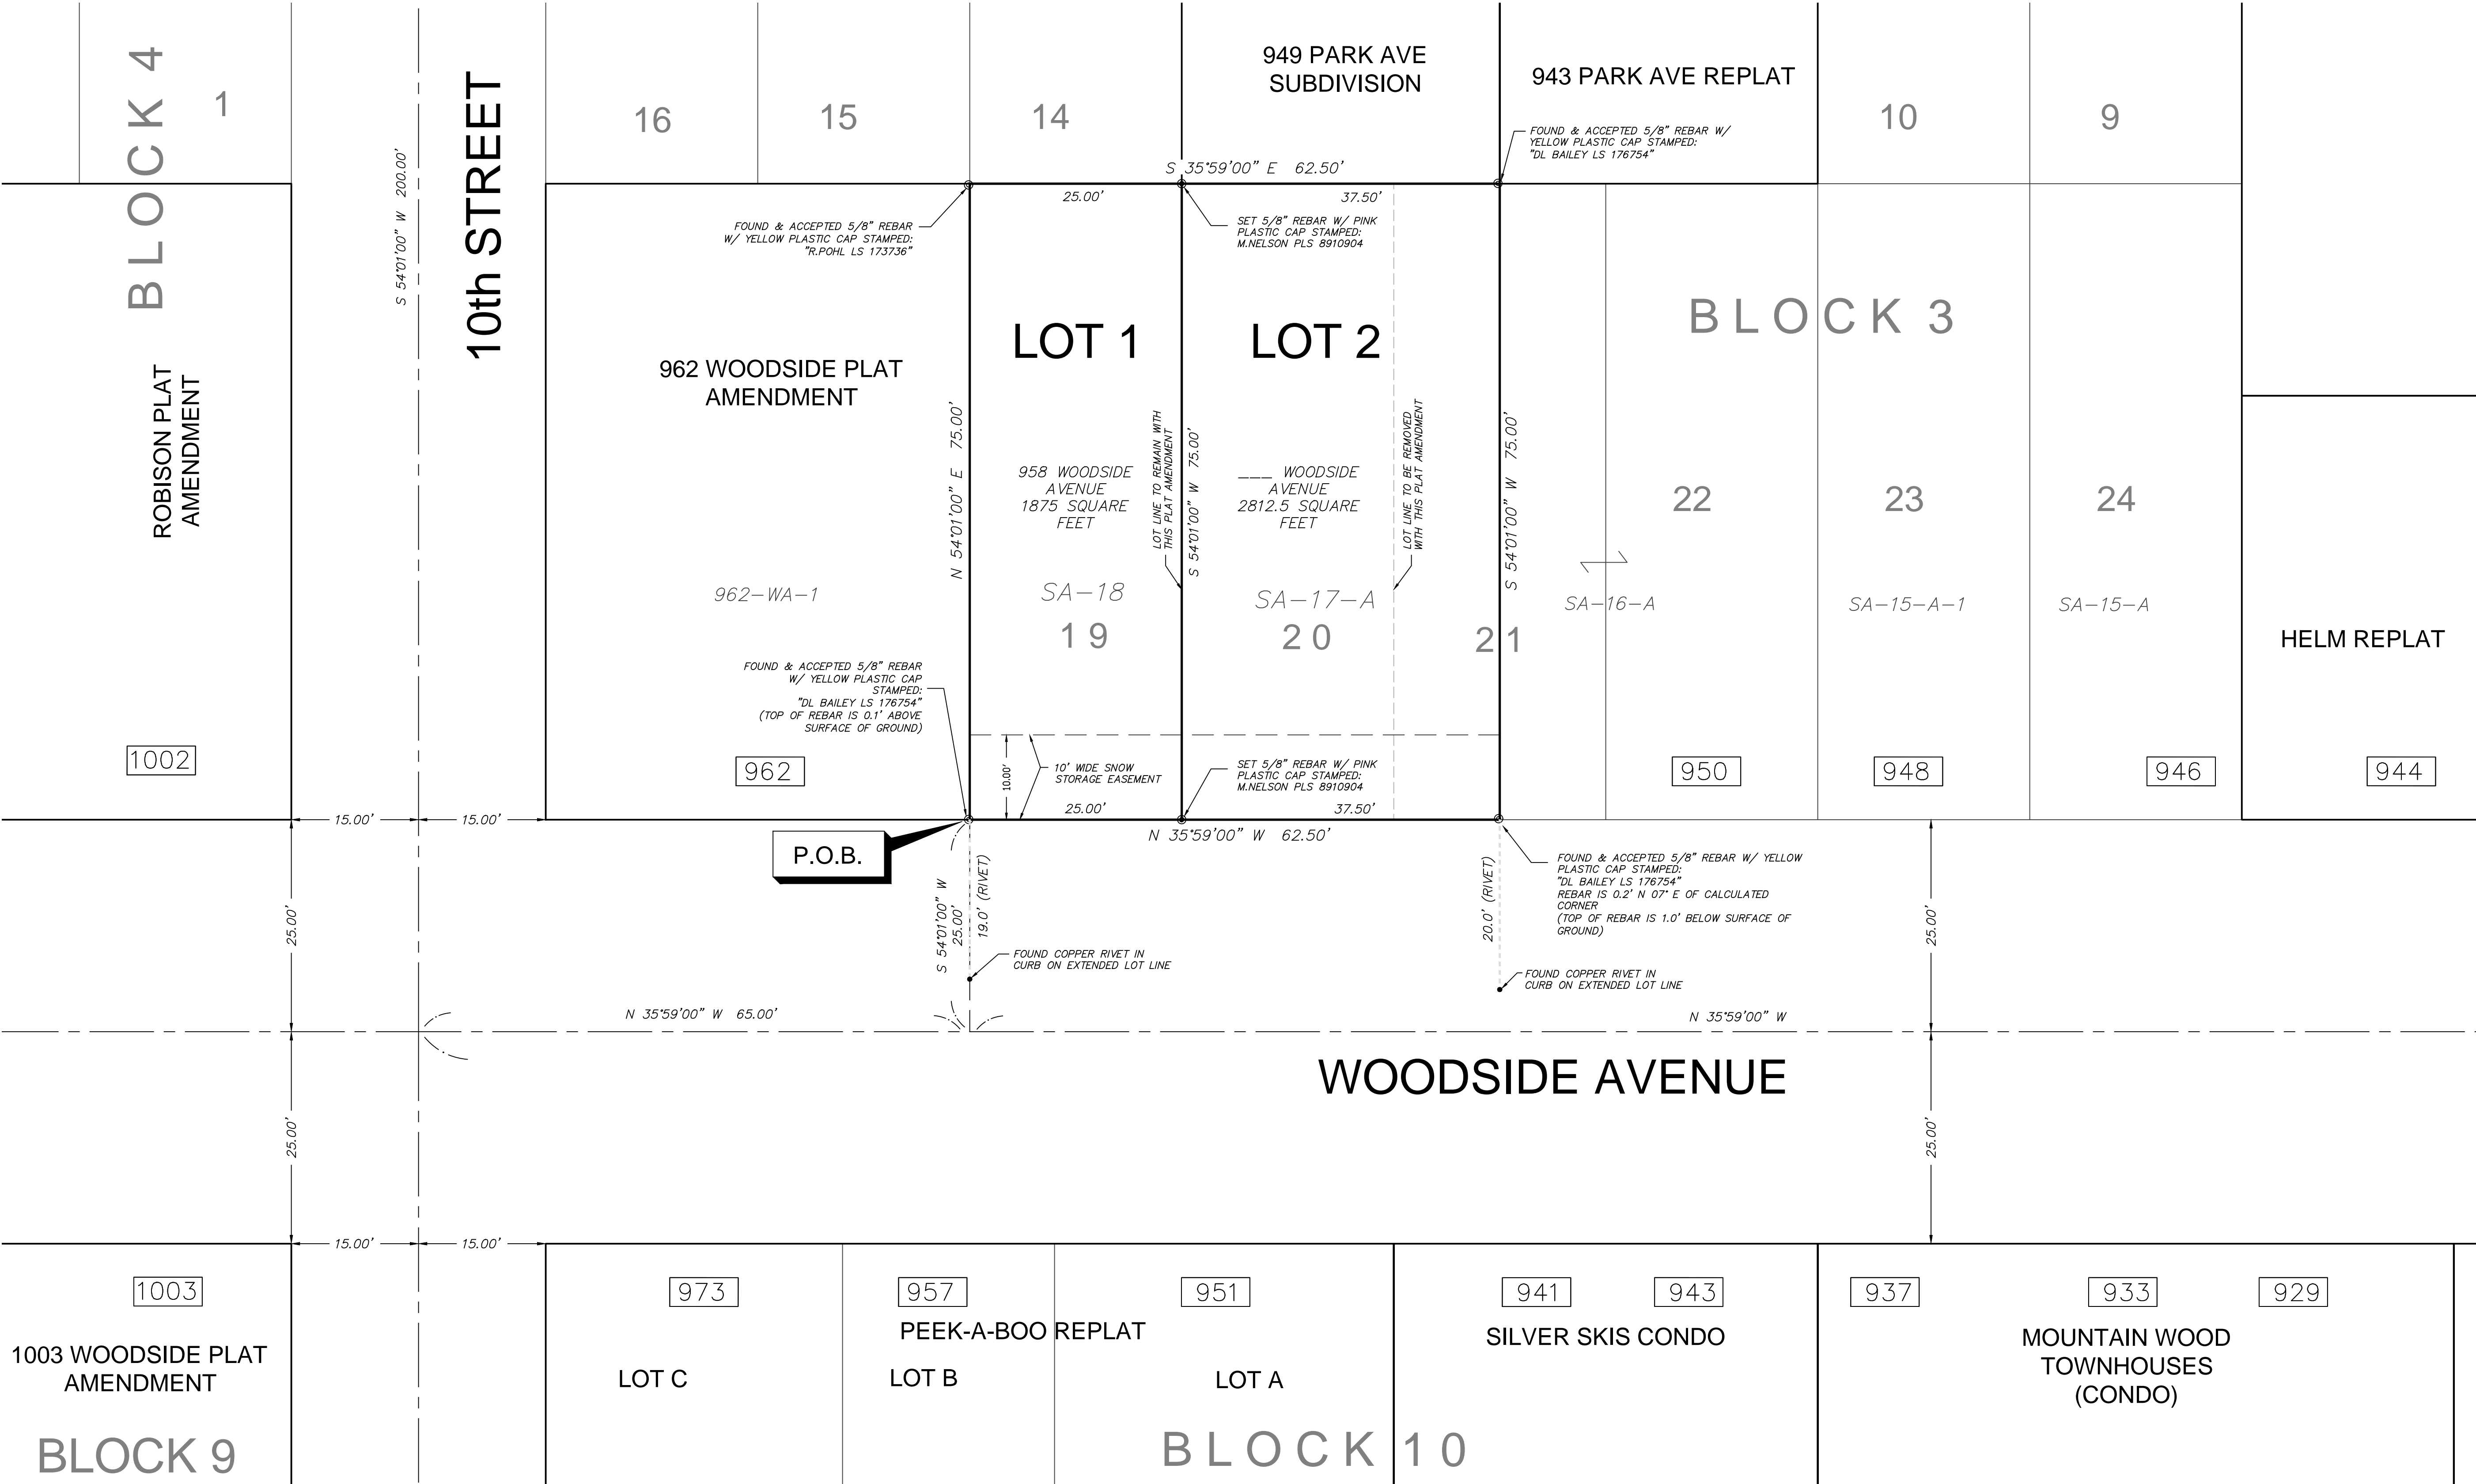 BLOCK 4
1
S 54°01'00" W 200.00'
10th STREET
16
15
14
949 PARK AVE
SUBDIVISION
943 PARK AVE REPLAT
10
9
FOUND & ACCEPTED 5/8" REBAR W/
YELLOW PLASTIC CAP STAMPED:
"DL BAILEY LS 176754"
S 35°59'00" E 62.50'
25.00'
37.50'
FOUND & ACCEPTED 5/8" REBAR
W/ YELLOW PLASTIC CAP STAMPED:
"R.POHL LS 173736"
SET 5/8" REBAR W/ PINK
PLASTIC CAP STAMPED:
M.NELSON PLS 8910904
LOT 1
LOT 2
BLOCK 3
ROBISON PLAT
AMENDMENT
962 WOODSIDE PLAT
AMENDMENT
N 54°01'00" E 75.00'
958 WOODSIDE
AVENUE
1875 SQUARE
FEET
LOT LINE TO REMAIN WITH
THIS PLAT AMENDMENT
S 54°01'00" W 75.00'
___ WOODSIDE
AVENUE
2812.5 SQUARE
FEET
LOT LINE TO BE REMOVED
WITH THIS PLAT AMENDMENT
S 54°01'00" W 75.00'
22
23
24
962-WA-1
SA-18
SA-17-A
SA-16-A
SA-15-A-1
SA-15-A
19
20
21
HELM REPLAT
FOUND & ACCEPTED 5/8" REBAR
W/ YELLOW PLASTIC CAP
STAMPED:
"DL BAILEY LS 176754"
(TOP OF REBAR IS 0.1' ABOVE
SURFACE OF GROUND)
1002
962
10.00'
10' WIDE SNOW
STORAGE EASEMENT
SET 5/8" REBAR W/ PINK
PLASTIC CAP STAMPED:
M.NELSON PLS 8910904
950
948
946
944
15.00'
15.00'
25.00'
37.50'
N 35°59'00" W 62.50'
P.O.B.
25.00'
S 54°01'00" W
25.00'
19.0' (RIVET)
20.0' (RIVET)
FOUND & ACCEPTED 5/8" REBAR W/ YELLOW
PLASTIC CAP STAMPED:
"DL BAILEY LS 176754"
REBAR IS 0.2' N 07° E OF CALCULATED
CORNER
(TOP OF REBAR IS 1.0' BELOW SURFACE OF
GROUND)
25.00'
FOUND COPPER RIVET IN
CURB ON EXTENDED LOT LINE
FOUND COPPER RIVET IN
CURB ON EXTENDED LOT LINE
N 35°59'00" W 65.00'
N 35°59'00" W
WOODSIDE AVENUE
25.00'
25.00'
15.00'
15.00'
1003
973
957
951
941
943
937
933
929
1003 WOODSIDE PLAT
AMENDMENT
PEEK-A-BOO REPLAT
LOT C
LOT B
LOT A
SILVER SKIS CONDO
MOUNTAIN WOOD
TOWNHOUSES
(CONDO)
BLOCK 9
BLOCK 10